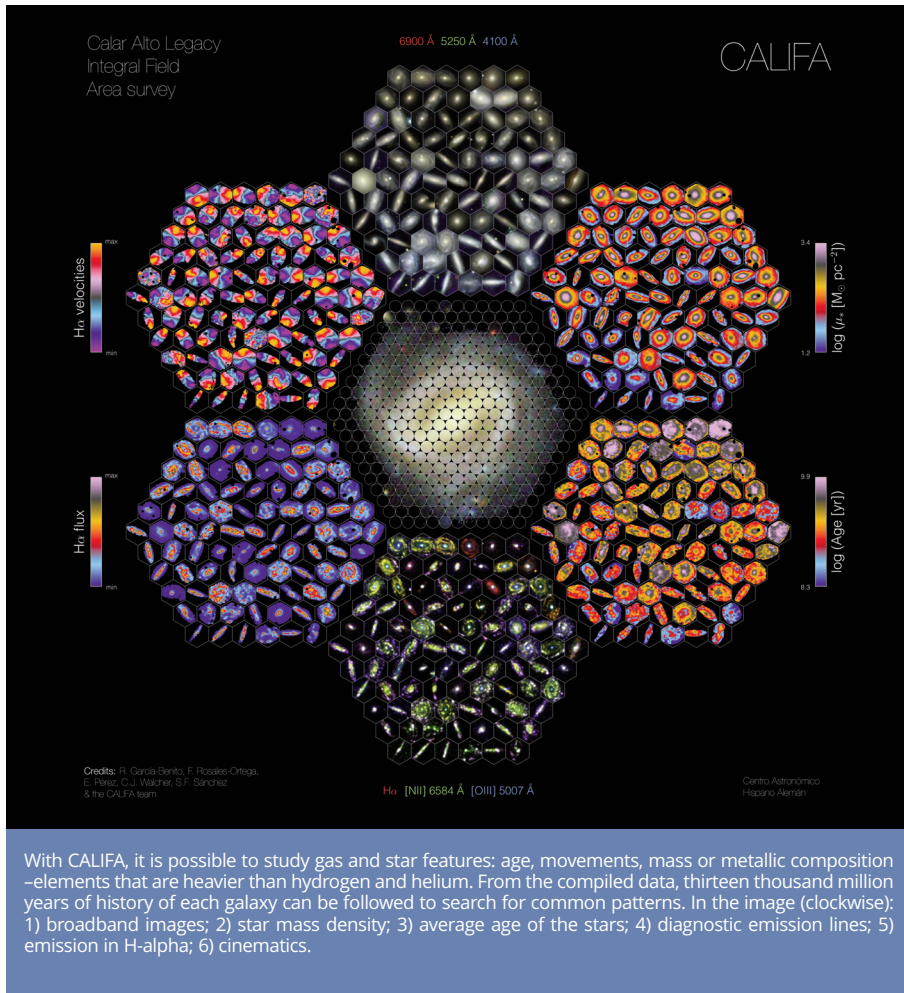 Calar Alto Legacy
Integral Field
Area survey
6900 Å 5250 Å 4100 Å
CALIFA
max
Hα velocities
min
3.4
log (μ* [M⊙ pc⁻²])
1.2
max
Hα flux
min
9.9
log (Age [yr])
8.3
Credits: R. García-Benito, F. Rosales-Ortega,
E. Pérez, C.J. Walcher, S.F. Sánchez
& the CALIFA team
Hα [NII] 6584 Å [OIII] 5007 Å
Centro Astronómico
Hispano Alemán
With CALIFA, it is possible to study gas and star features: age, movements, mass or metallic composition
–elements that are heavier than hydrogen and helium. From the compiled data, thirteen thousand million
years of history of each galaxy can be followed to search for common patterns. In the image (clockwise):
1) broadband images; 2) star mass density; 3) average age of the stars; 4) diagnostic emission lines; 5)
emission in H-alpha; 6) cinematics.